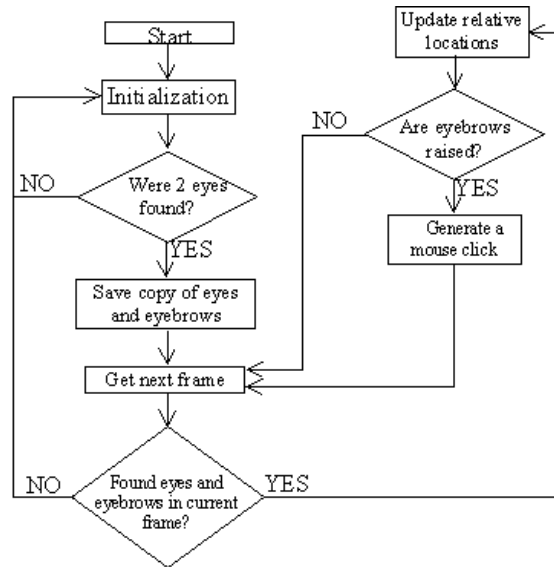 Start
Initialization
NO
Were 2 eyes
found?
YES
Save copy of eyes
and eyebrows
Get next frame
NO
Found eyes and
eyebrows in current
frame?
YES
Update relative
locations
NO
Are eyebrows
raised?
YES
Generate a
mouse click